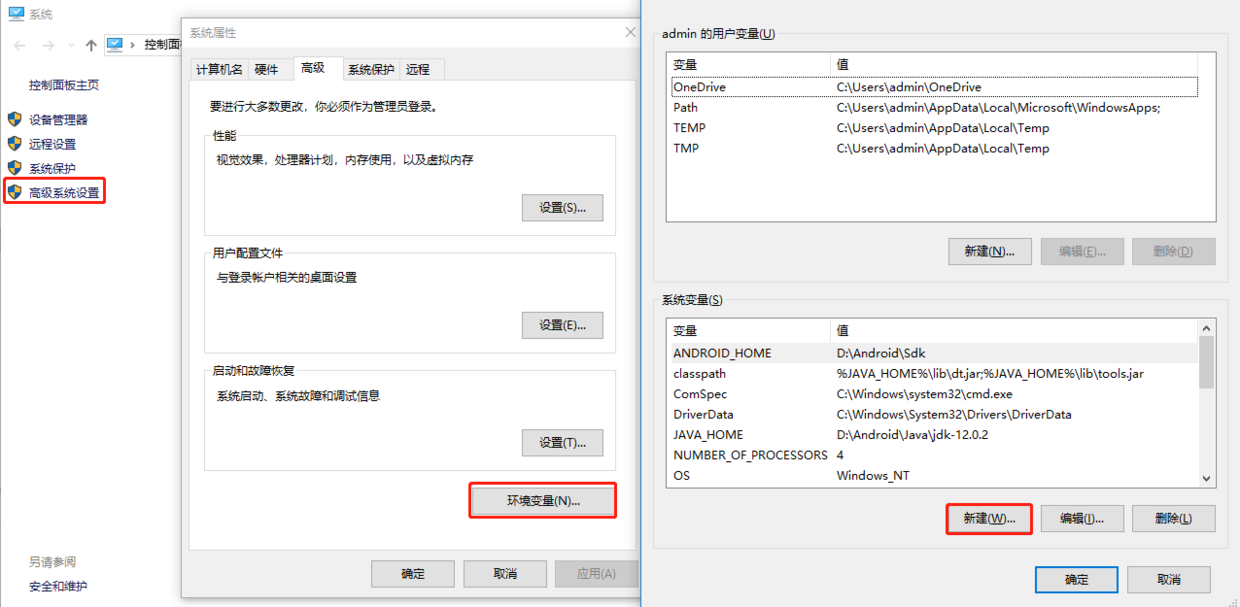 系统
控制面
控制面板主页
设备管理器
远程设置
系统保护
高级系统设置
另请参阅
安全和维护
系统属性
计算机名 硬件 高级 系统保护 远程
要进行大多数更改，你必须作为管理员登录。
性能
视觉效果，处理器计划，内存使用，以及虚拟内存
设置(S)...
用户配置文件
与登录帐户相关的桌面设置
设置(E)...
启动和故障恢复
系统启动、系统故障和调试信息
设置(T)...
环境变量(N)...
确定 取消 应用(A)
admin 的用户变量(U)
变量 值
OneDrive C:\Users\admin\OneDrive
Path C:\Users\admin\AppData\Local\Microsoft\WindowsApps;
TEMP C:\Users\admin\AppData\Local\Temp
TMP C:\Users\admin\AppData\Local\Temp
新建(N)... 编辑(E)... 删除(D)
系统变量(S)
变量 值
ANDROID_HOME D:\Android\Sdk
classpath %JAVA_HOME%\lib\dt.jar;%JAVA_HOME%\lib\tools.jar
ComSpec C:\Windows\system32\cmd.exe
DriverData C:\Windows\System32\Drivers\DriverData
JAVA_HOME D:\Android\Java\jdk-12.0.2
NUMBER_OF_PROCESSORS 4
OS Windows_NT
新建(W)... 编辑(I)... 删除(L)
确定 取消